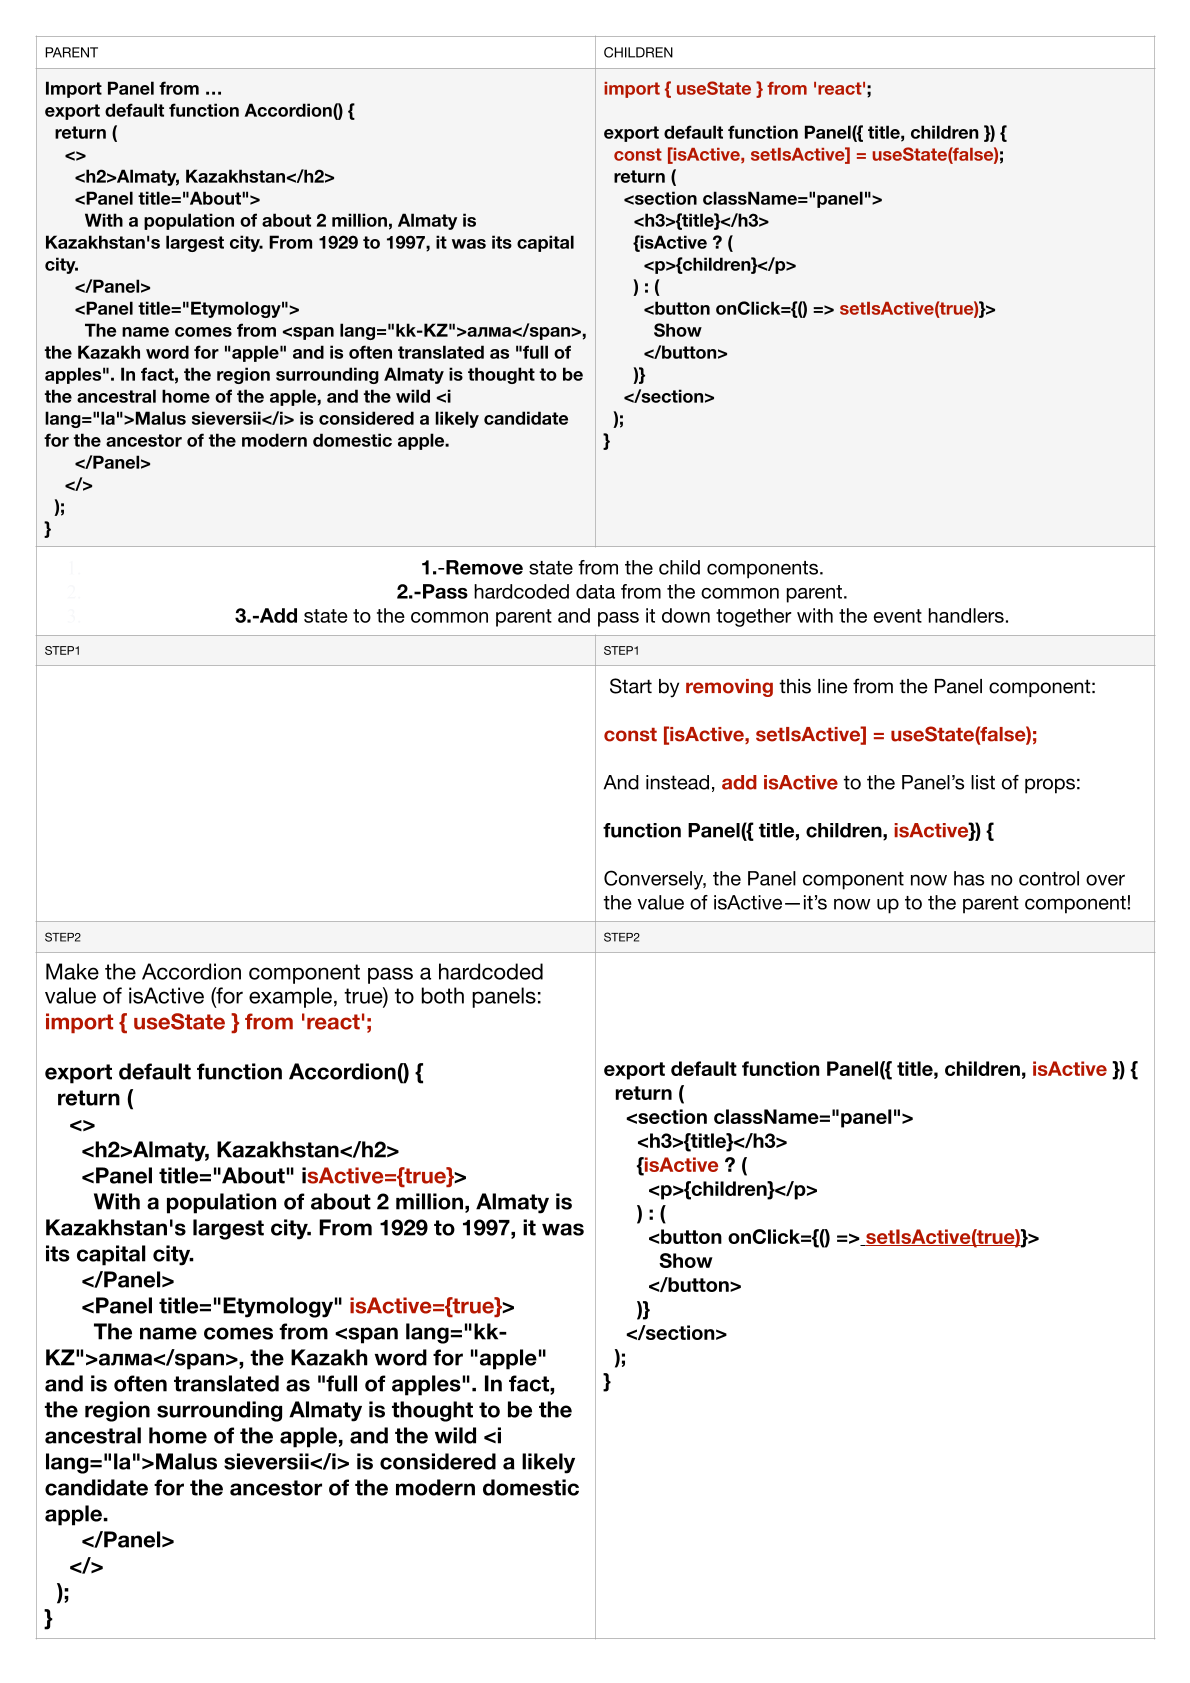 PARENT
Import Panel from …
export default function Accordion() {
return (
<>
<h2>Almaty, Kazakhstan</h2>
<Panel title="About">
With a population of about 2 million, Almaty is
Kazakhstan's largest city. From 1929 to 1997, it was its capital
city.
</Panel>
<Panel title="Etymology">
The name comes from <span lang="kk-KZ">алма</span>,
the Kazakh word for "apple" and is often translated as "full of
apples". In fact, the region surrounding Almaty is thought to be
the ancestral home of the apple, and the wild <i
lang="la">Malus sieversii</i> is considered a likely candidate
for the ancestor of the modern domestic apple.
</Panel>
</>
);
}
CHILDREN
import { useState } from 'react';
export default function Panel({ title, children }) {
const [isActive, setIsActive] = useState(false);
return (
<section className="panel">
<h3>{title}</h3>
{isActive ? (
<p>{children}</p>
) : (
<button onClick={() => setIsActive(true)}>
Show
</button>
)}
</section>
);
}
1.
2.
3.
1.-Remove state from the child components.
2.-Pass hardcoded data from the common parent.
3.-Add state to the common parent and pass it down together with the event handlers.
STEP1
STEP1
Start by removing this line from the Panel component:
const [isActive, setIsActive] = useState(false);
And instead, add isActive to the Panel’s list of props:
function Panel({ title, children, isActive}) {
Conversely, the Panel component now has no control over
the value of isActive—it’s now up to the parent component!
STEP2
Make the Accordion component pass a hardcoded
value of isActive (for example, true) to both panels:
import { useState } from 'react';
export default function Accordion() {
return (
<>
<h2>Almaty, Kazakhstan</h2>
<Panel title="About" isActive={true}>
With a population of about 2 million, Almaty is
Kazakhstan's largest city. From 1929 to 1997, it was
its capital city.
</Panel>
<Panel title="Etymology" isActive={true}>
The name comes from <span lang="kk-
KZ">алма</span>, the Kazakh word for "apple"
and is often translated as "full of apples". In fact,
the region surrounding Almaty is thought to be the
ancestral home of the apple, and the wild <i
lang="la">Malus sieversii</i> is considered a likely
candidate for the ancestor of the modern domestic
apple.
</Panel>
</>
);
}
STEP2
export default function Panel({ title, children, isActive }) {
return (
<section className="panel">
<h3>{title}</h3>
{isActive ? (
<p>{children}</p>
) : (
<button onClick={() => setIsActive(true)}>
Show
</button>
)}
</section>
);
}